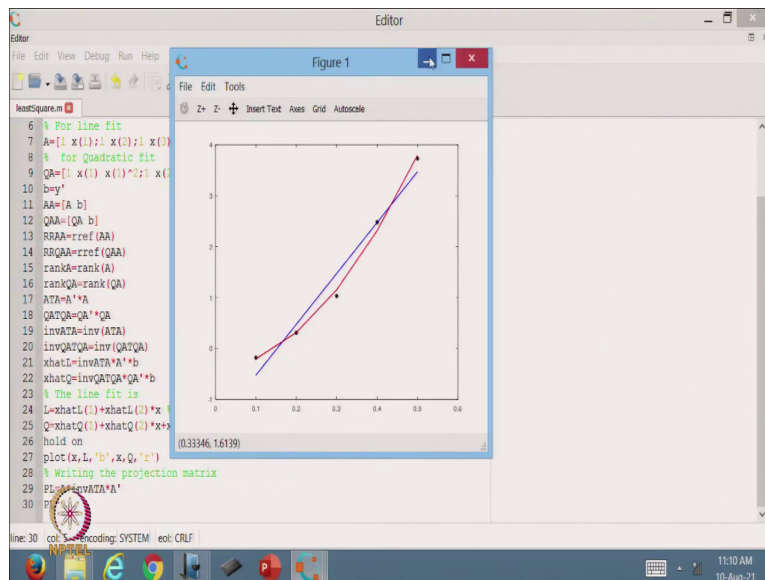 Editor
Editor
File Edit View Debug Run Help
leastSquare.m
Figure 1
File Edit Tools
Z+ Z- Insert Text Axes Grid Autoscale
4
3
2
1
0
-1
0 0.1 0.2 0.3 0.4 0.5 0.6
(0.33346, 1.6139)
6 % For line fit
7 A=[1 x(1);1 x(2);1 x(3)
8 % for Quadratic fit
9 QA=[1 x(1) x(1)^2;1 x(2
10 b=y'
11 AA=[A b]
12 QAA=[QA b]
13 RRAA=rref(AA)
14 RRQAA=rref(QAA)
15 rankA=rank(A)
16 rankQA=rank(QA)
17 ATA=A'*A
18 QATQA=QA'*QA
19 invATA=inv(ATA)
20 invQATQA=inv(QATQA)
21 xhatL=invATA*A'*b
22 xhatQ=invQATQA*QA'*b
23 % The line fit is
24 L=xhatL(1)+xhatL(2)*x %
25 Q=xhatQ(1)+xhatQ(2)*x+x
26 hold on
27 plot(x,L,'b',x,Q,'r')
28 % Writing the projection matrix
29 PL=A*invATA*A'
30
line: 30 col: encoding: SYSTEM eol: CRLF
NPTEL
11:10 AM
10-Aug-21